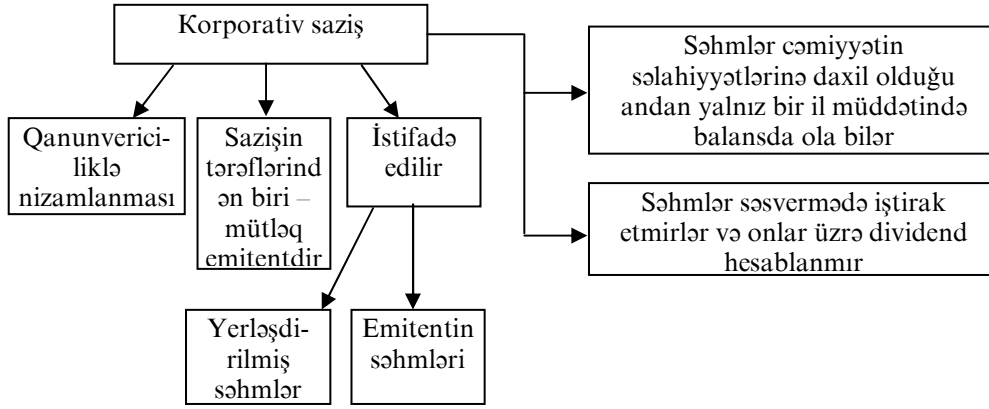 Korporativ saziş
Səhmlər cəmiyyətin
səlahiyyətlərinə daxil olduğu
andan yalnız bir il müddətində
balansda ola bilər
Qanunverici-
liklə
nizamlanması
Sazişin
tərəflərind
ən biri –
mütləq
emitentdir
İstifadə
edilir
Səhmlər səsvermədə iştirak
etmirlər və onlar üzrə dividend
hesablanmır
Yerləşdi-
rilmiş
səhmlər
Emitentin
səhmləri